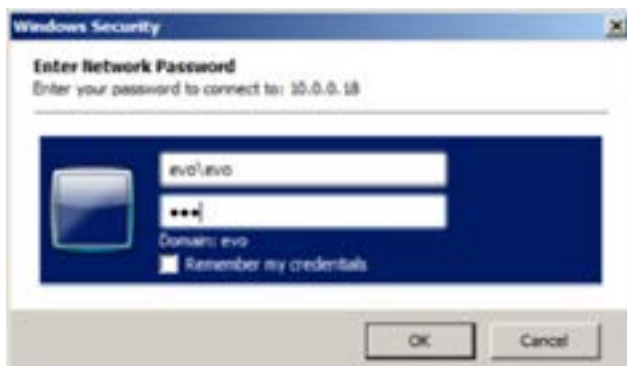 Windows Security
Enter Network Password
Enter your password to connect to: 10.0.0.18
evo\evo
•••
Domain: evo
Remember my credentials
OK
Cancel